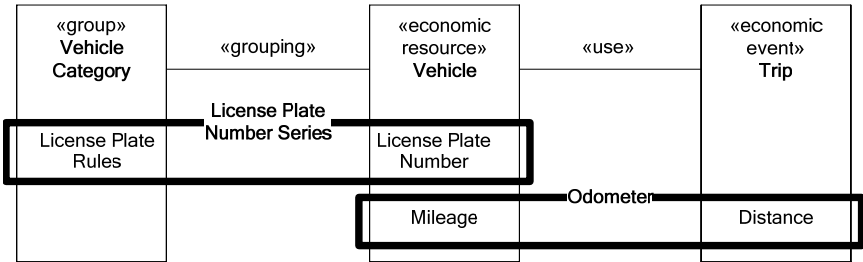 «group»
Vehicle
Category
«grouping»
«economic
resource»
Vehicle
«use»
«economic
event»
Trip
License Plate
Number Series
License Plate
Rules
License Plate
Number
Odometer
Mileage
Distance